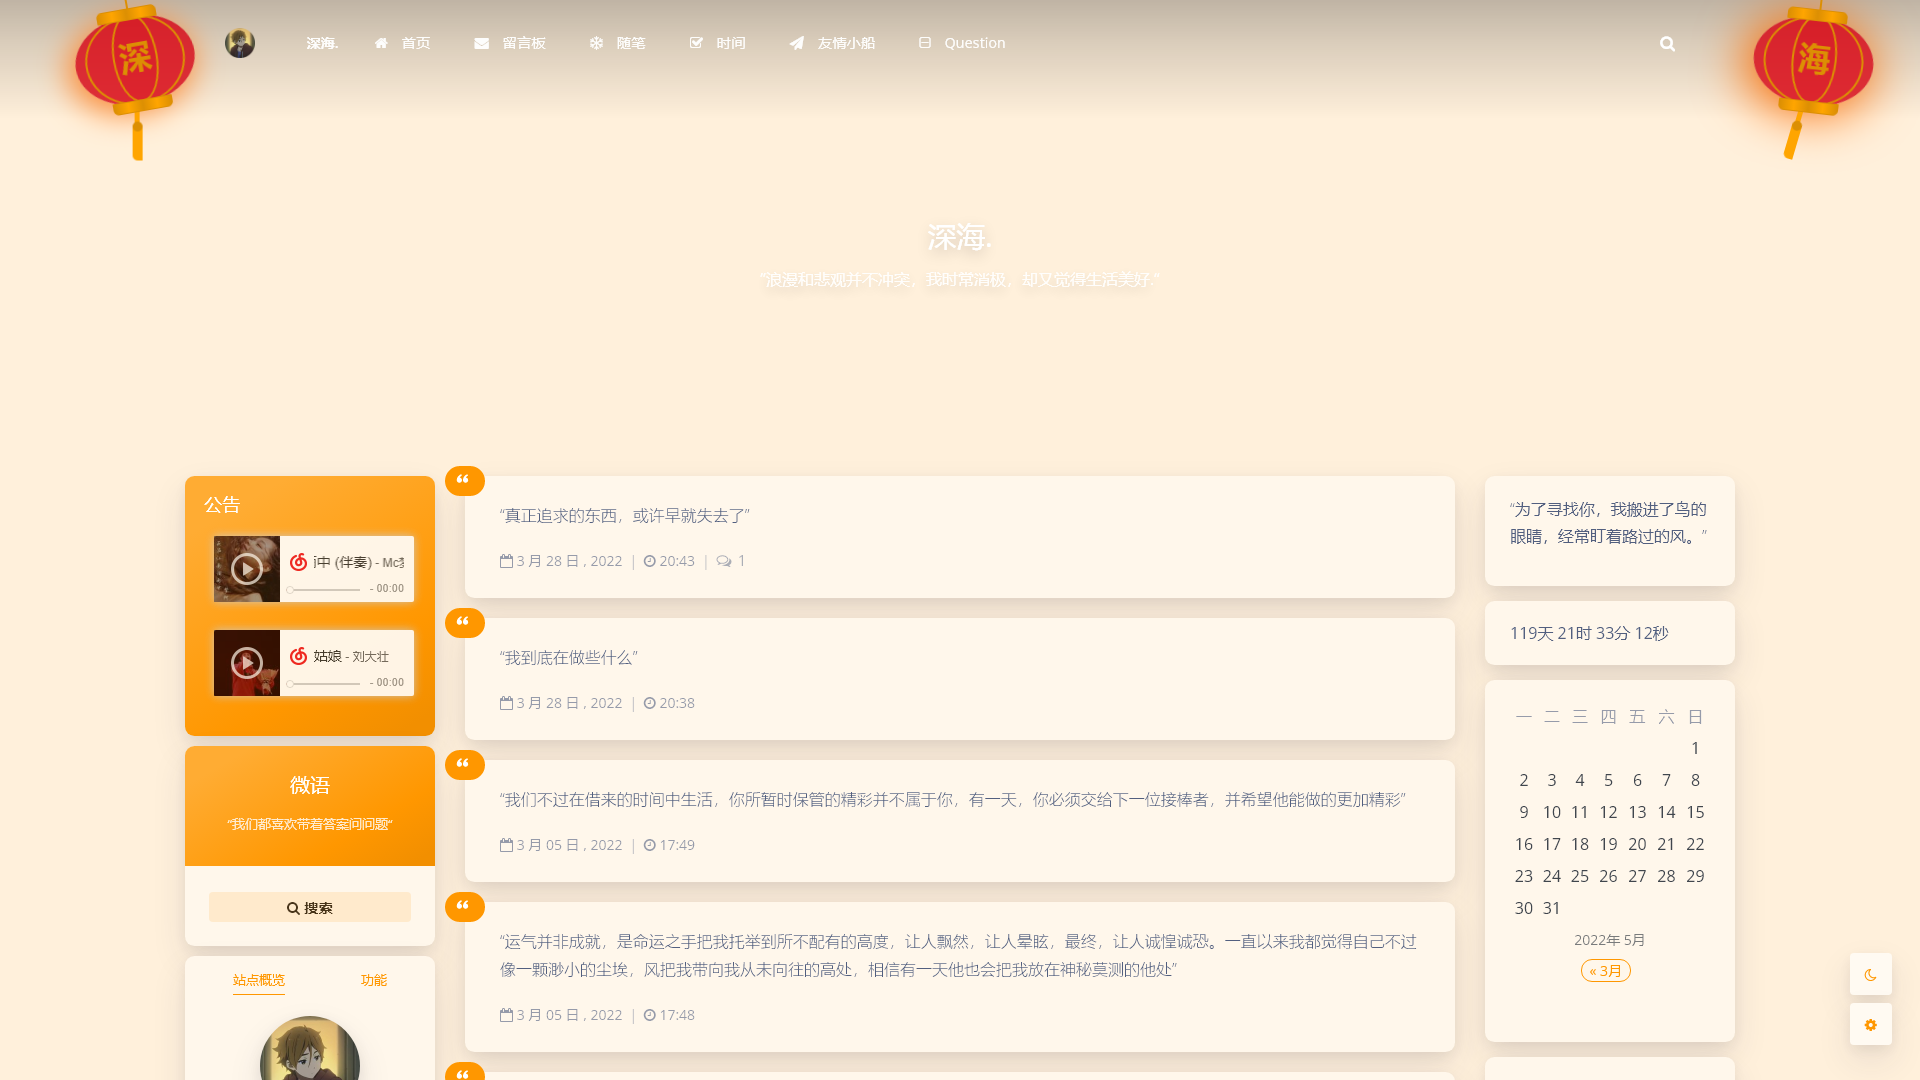 深
深海.
首页
留言板
随笔
时间
友情小船
Question
海
深海.
“浪漫和悲观并不冲突，我时常消极，却又觉得生活美好.”
公告
中 (伴奏) - Mc
- 00:00
姑娘 - 刘大壮
- 00:00
微语
“我们都喜欢带着答案问问题”
搜索
站点概览
功能
“真正追求的东西，或许早就失去了”
3 月 28 日 , 2022 | 20:43 | 1
“我到底在做些什么”
3 月 28 日 , 2022 | 20:38
“我们不过在借来的时间中生活，你所暂时保管的精彩并不属于你，有一天，你必须交给下一位接棒者，并希望他能做的更加精彩”
3 月 05 日 , 2022 | 17:49
“运气并非成就，是命运之手把我托举到所不配有的高度，让人飘然，让人晕眩，最终，让人诚惶诚恐。一直以来我都觉得自己不过
像一颗渺小的尘埃，风把我带向我从未向往的高处，相信有一天他也会把我放在神秘莫测的他处”
3 月 05 日 , 2022 | 17:48
“为了寻找你，我搬进了鸟的
眼睛，经常盯着路过的风。”
119天 21时 33分 12秒
一 二 三 四 五 六 日
1
2 3 4 5 6 7 8
9 10 11 12 13 14 15
16 17 18 19 20 21 22
23 24 25 26 27 28 29
30 31
2022年 5月
« 3月